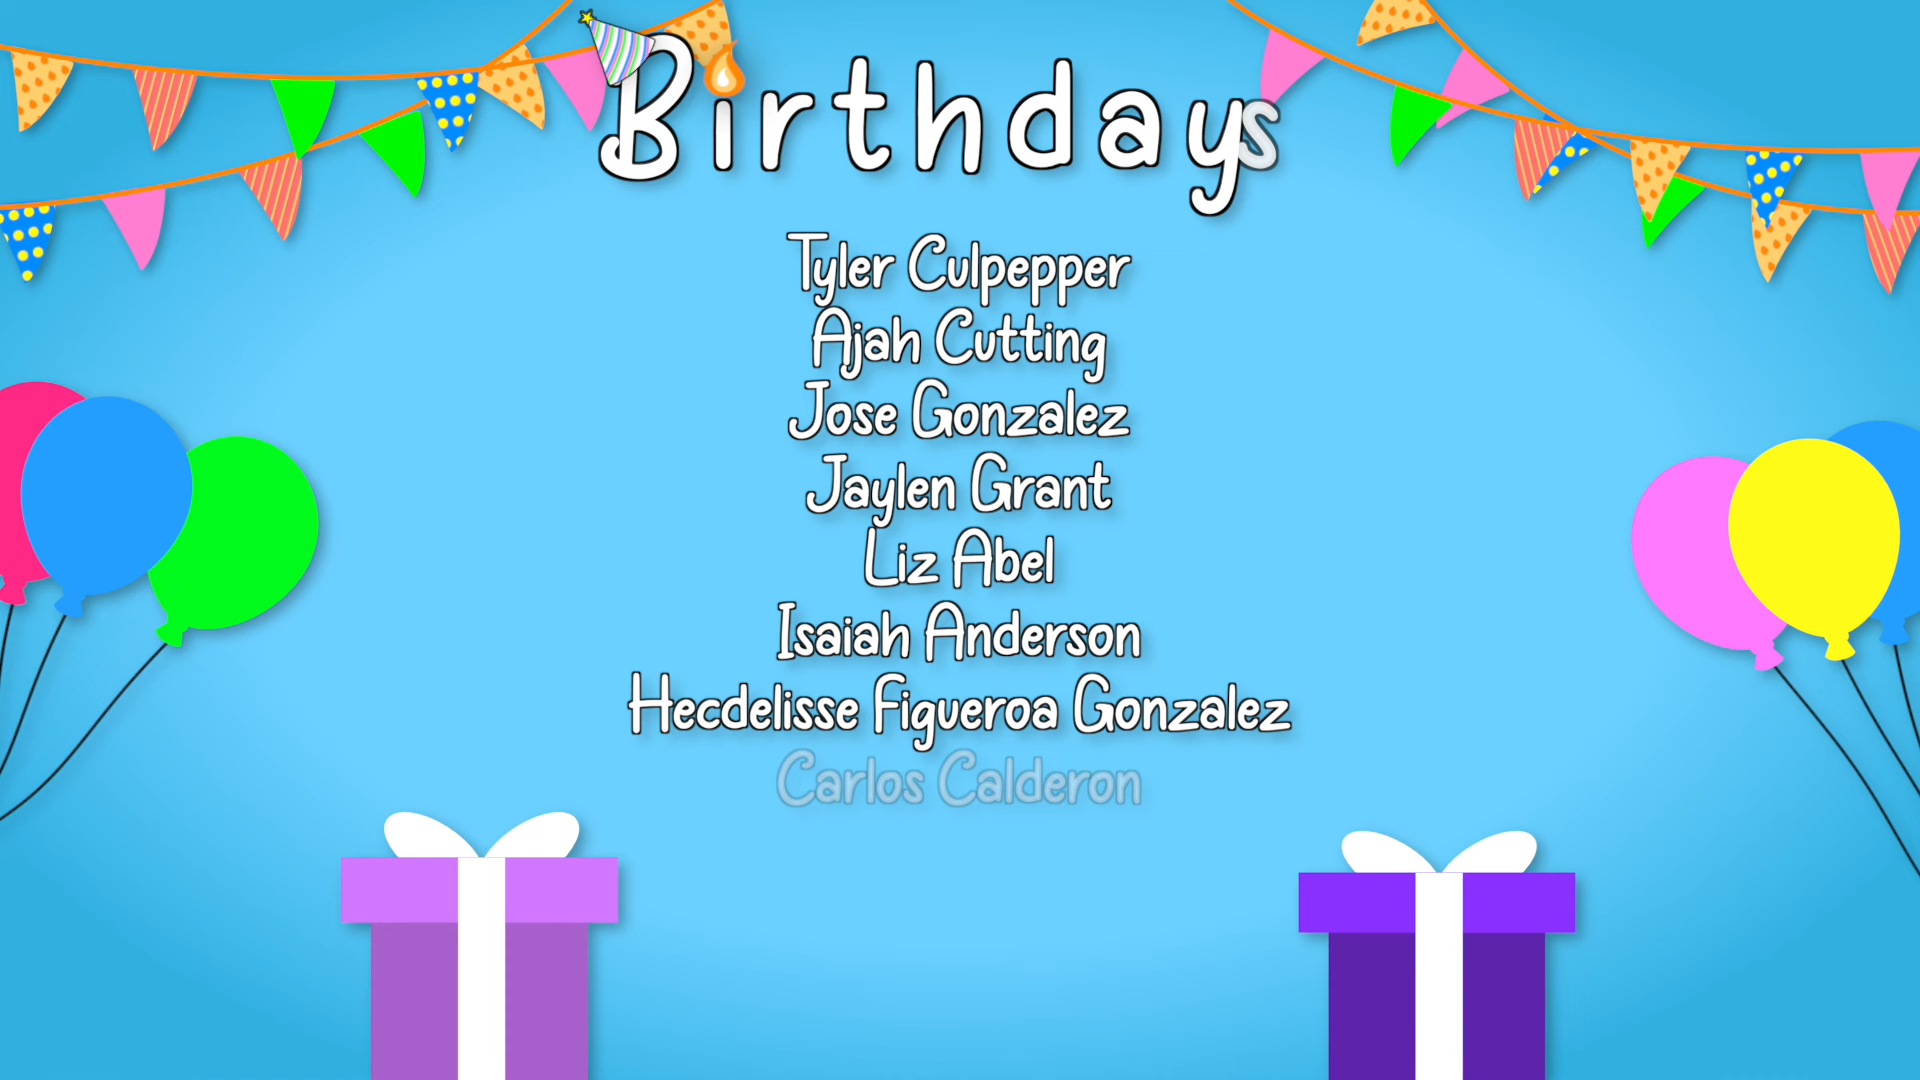 Birthdays
Tyler Culpepper
Ajah Cutting
Jose Gonzalez
Jaylen Grant
Liz Abel
Isaiah Anderson
Hecdelisse Figueroa Gonzalez
Carlos Calderon